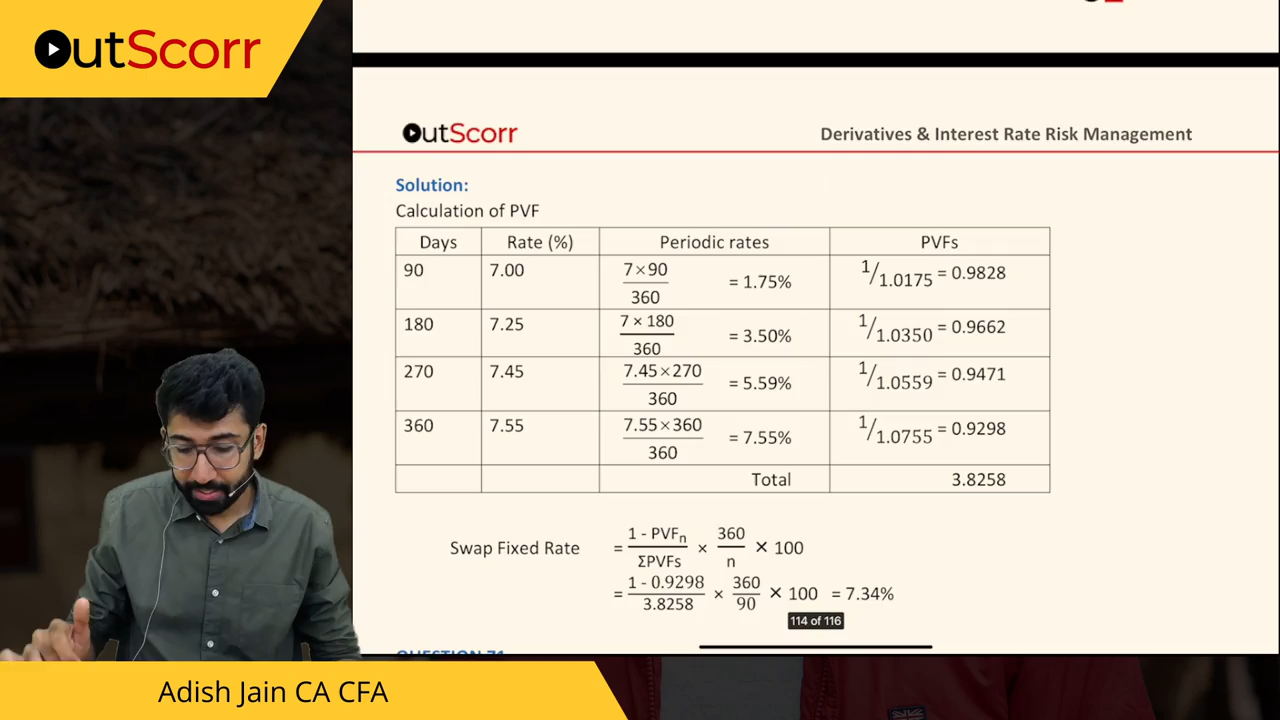 OutScorr
OutScorr
Derivatives & Interest Rate Risk Management
Solution:
Calculation of PVF
Days Rate (%) Periodic rates PVFs
90 7.00 7×90/360 = 1.75% 1/1.0175 = 0.9828
180 7.25 7 × 180/360 = 3.50% 1/1.0350 = 0.9662
270 7.45 7.45×270/360 = 5.59% 1/1.0559 = 0.9471
360 7.55 7.55×360/360 = 7.55% 1/1.0755 = 0.9298
Total 3.8258
Swap Fixed Rate = 1 - PVFn/ΣPVFs × 360/n × 100
= 1 - 0.9298/3.8258 × 360/90 × 100 = 7.34%
114 of 116
QUESTION 71
Adish Jain CA CFA